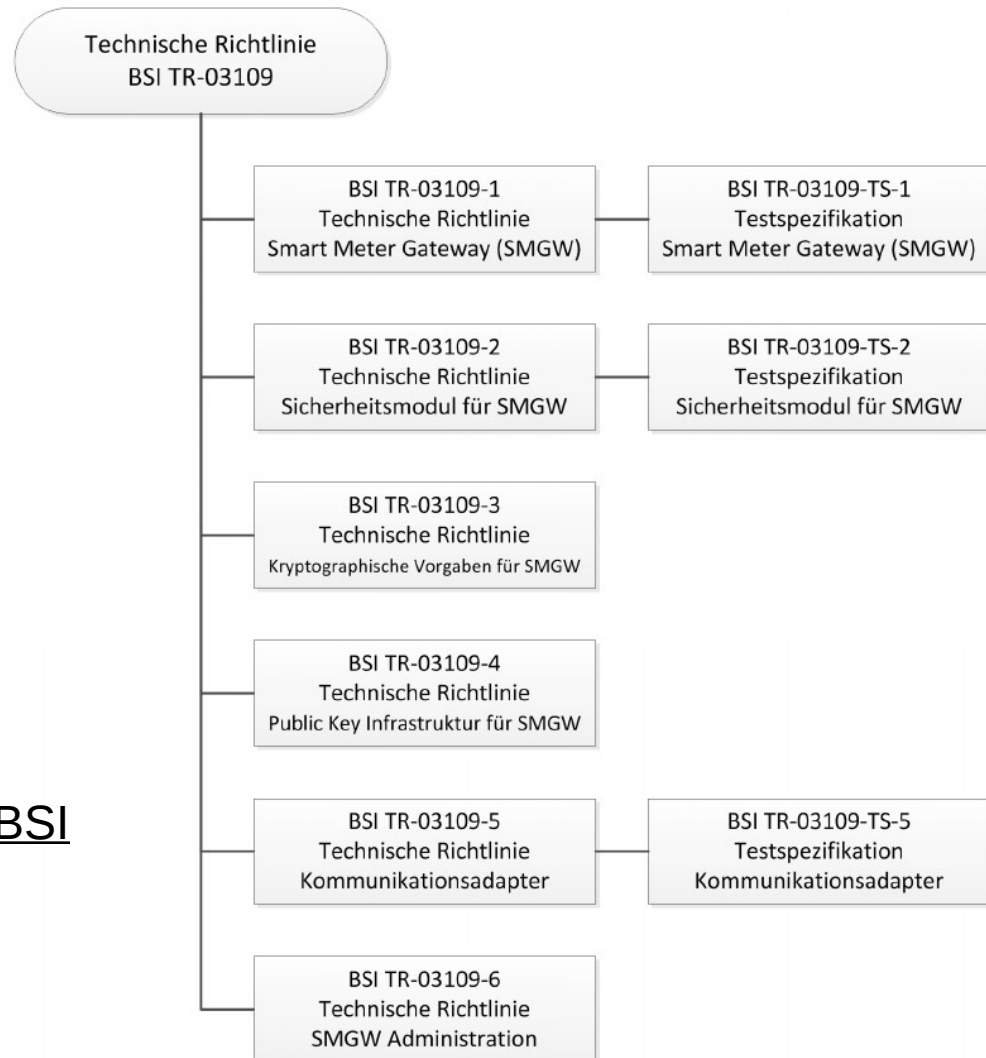 Technische Richtlinie
BSI TR-03109
BSI TR-03109-1
Technische Richtlinie
Smart Meter Gateway (SMGW)
BSI TR-03109-TS-1
Testspezifikation
Smart Meter Gateway (SMGW)
BSI TR-03109-2
Technische Richtlinie
Sicherheitsmodul für SMGW
BSI TR-03109-TS-2
Testspezifikation
Sicherheitsmodul für SMGW
BSI TR-03109-3
Technische Richtlinie
Kryptographische Vorgaben für SMGW
BSI TR-03109-4
Technische Richtlinie
Public Key Infrastruktur für SMGW
BSI
BSI TR-03109-5
Technische Richtlinie
Kommunikationsadapter
BSI TR-03109-TS-5
Testspezifikation
Kommunikationsadapter
BSI TR-03109-6
Technische Richtlinie
SMGW Administration